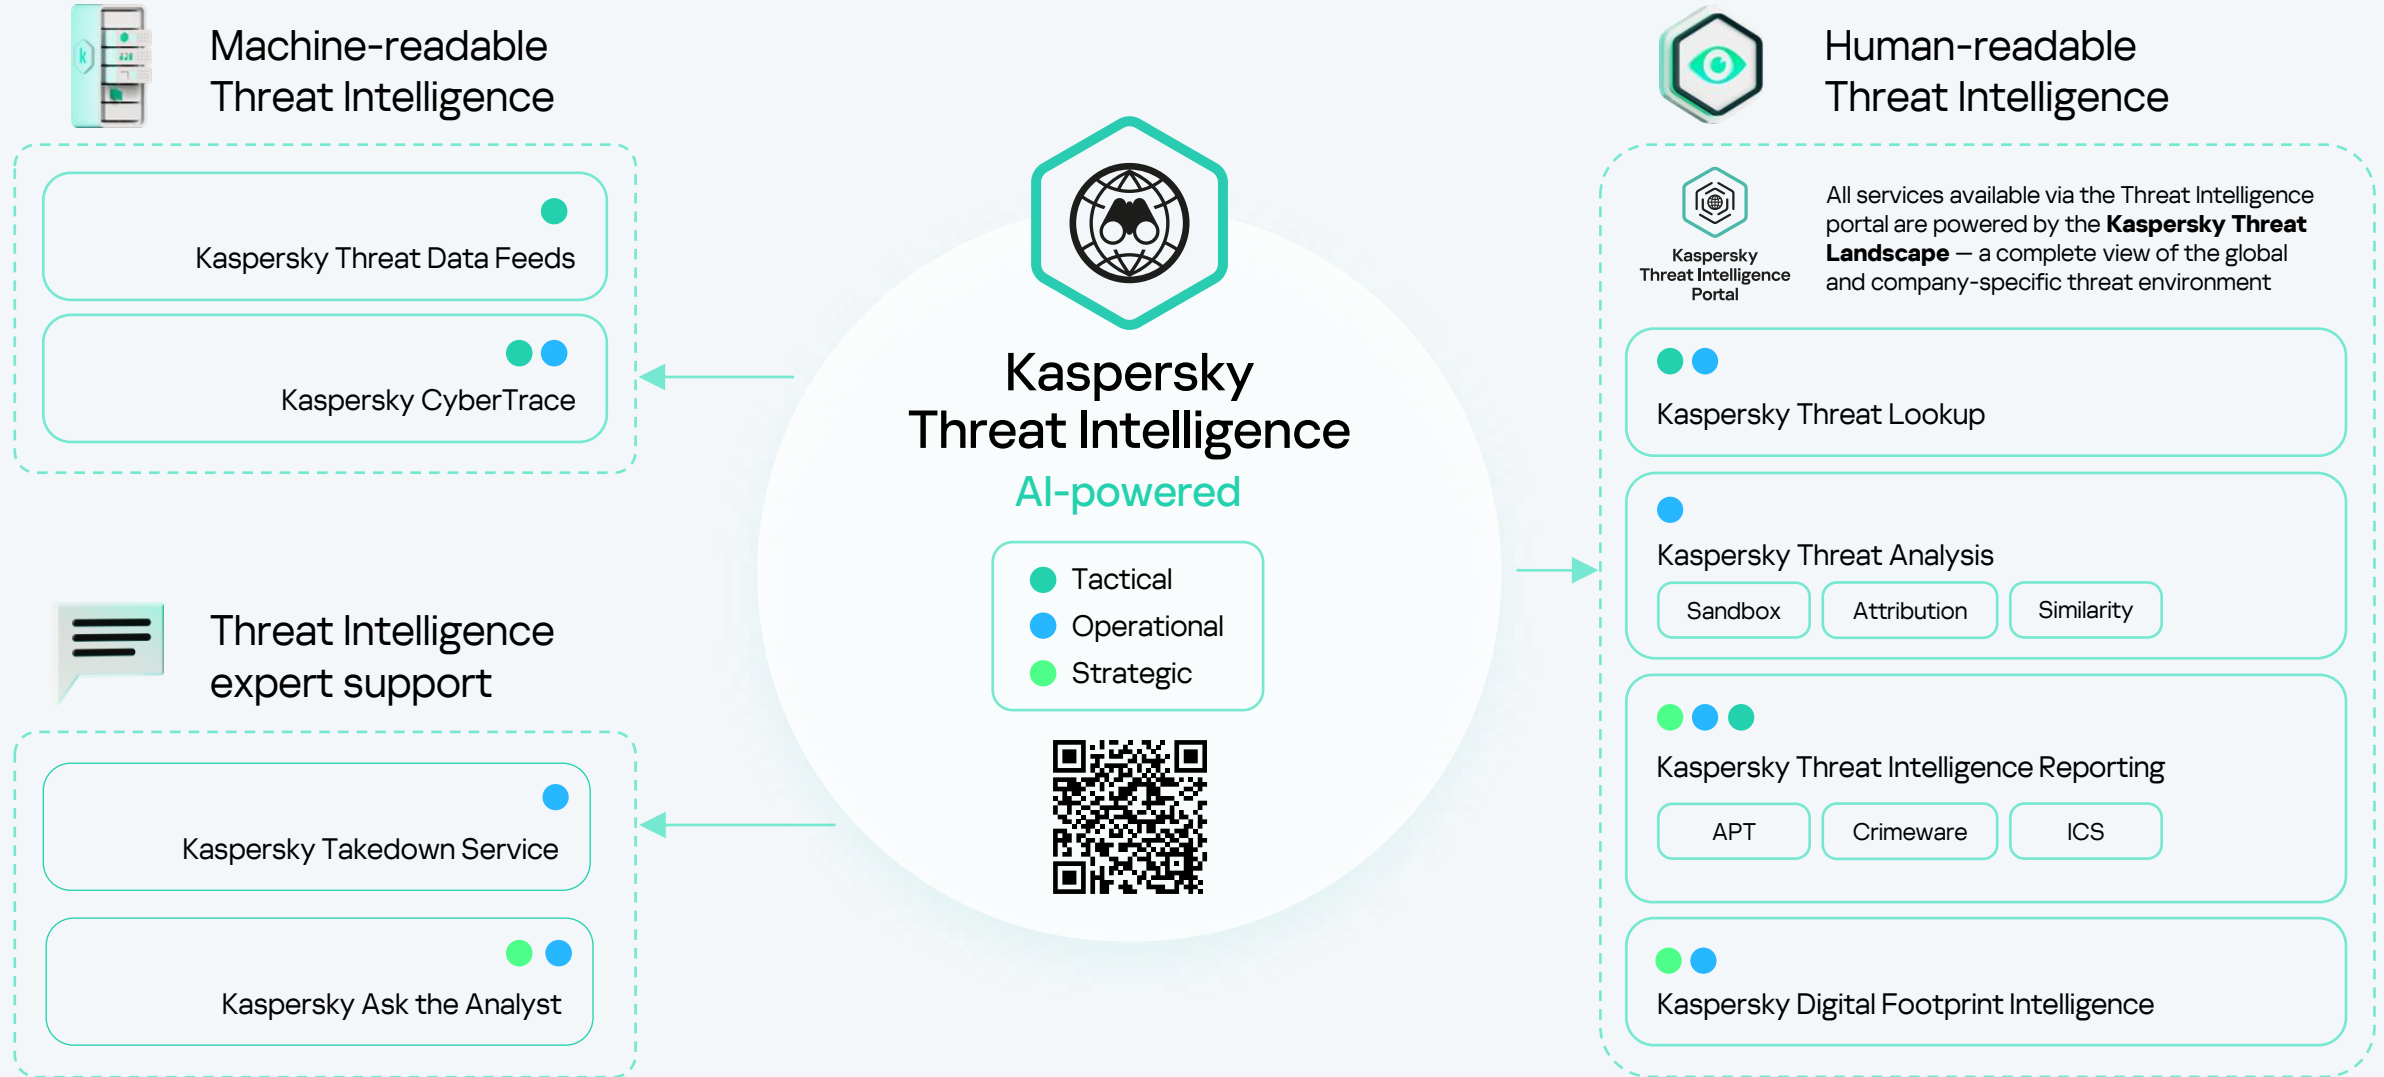 Machine-readable
Threat Intelligence
Kaspersky Threat Data Feeds
Kaspersky CyberTrace
Threat Intelligence
expert support
Kaspersky Takedown Service
Kaspersky Ask the Analyst
Kaspersky
Threat Intelligence
AI-powered
Tactical
Operational
Strategic
Human-readable
Threat Intelligence
Kaspersky
Threat Intelligence
Portal
All services available via the Threat Intelligence
portal are powered by the Kaspersky Threat
Landscape — a complete view of the global
and company-specific threat environment
Kaspersky Threat Lookup
Kaspersky Threat Analysis
Sandbox
Attribution
Similarity
Kaspersky Threat Intelligence Reporting
APT
Crimeware
ICS
Kaspersky Digital Footprint Intelligence